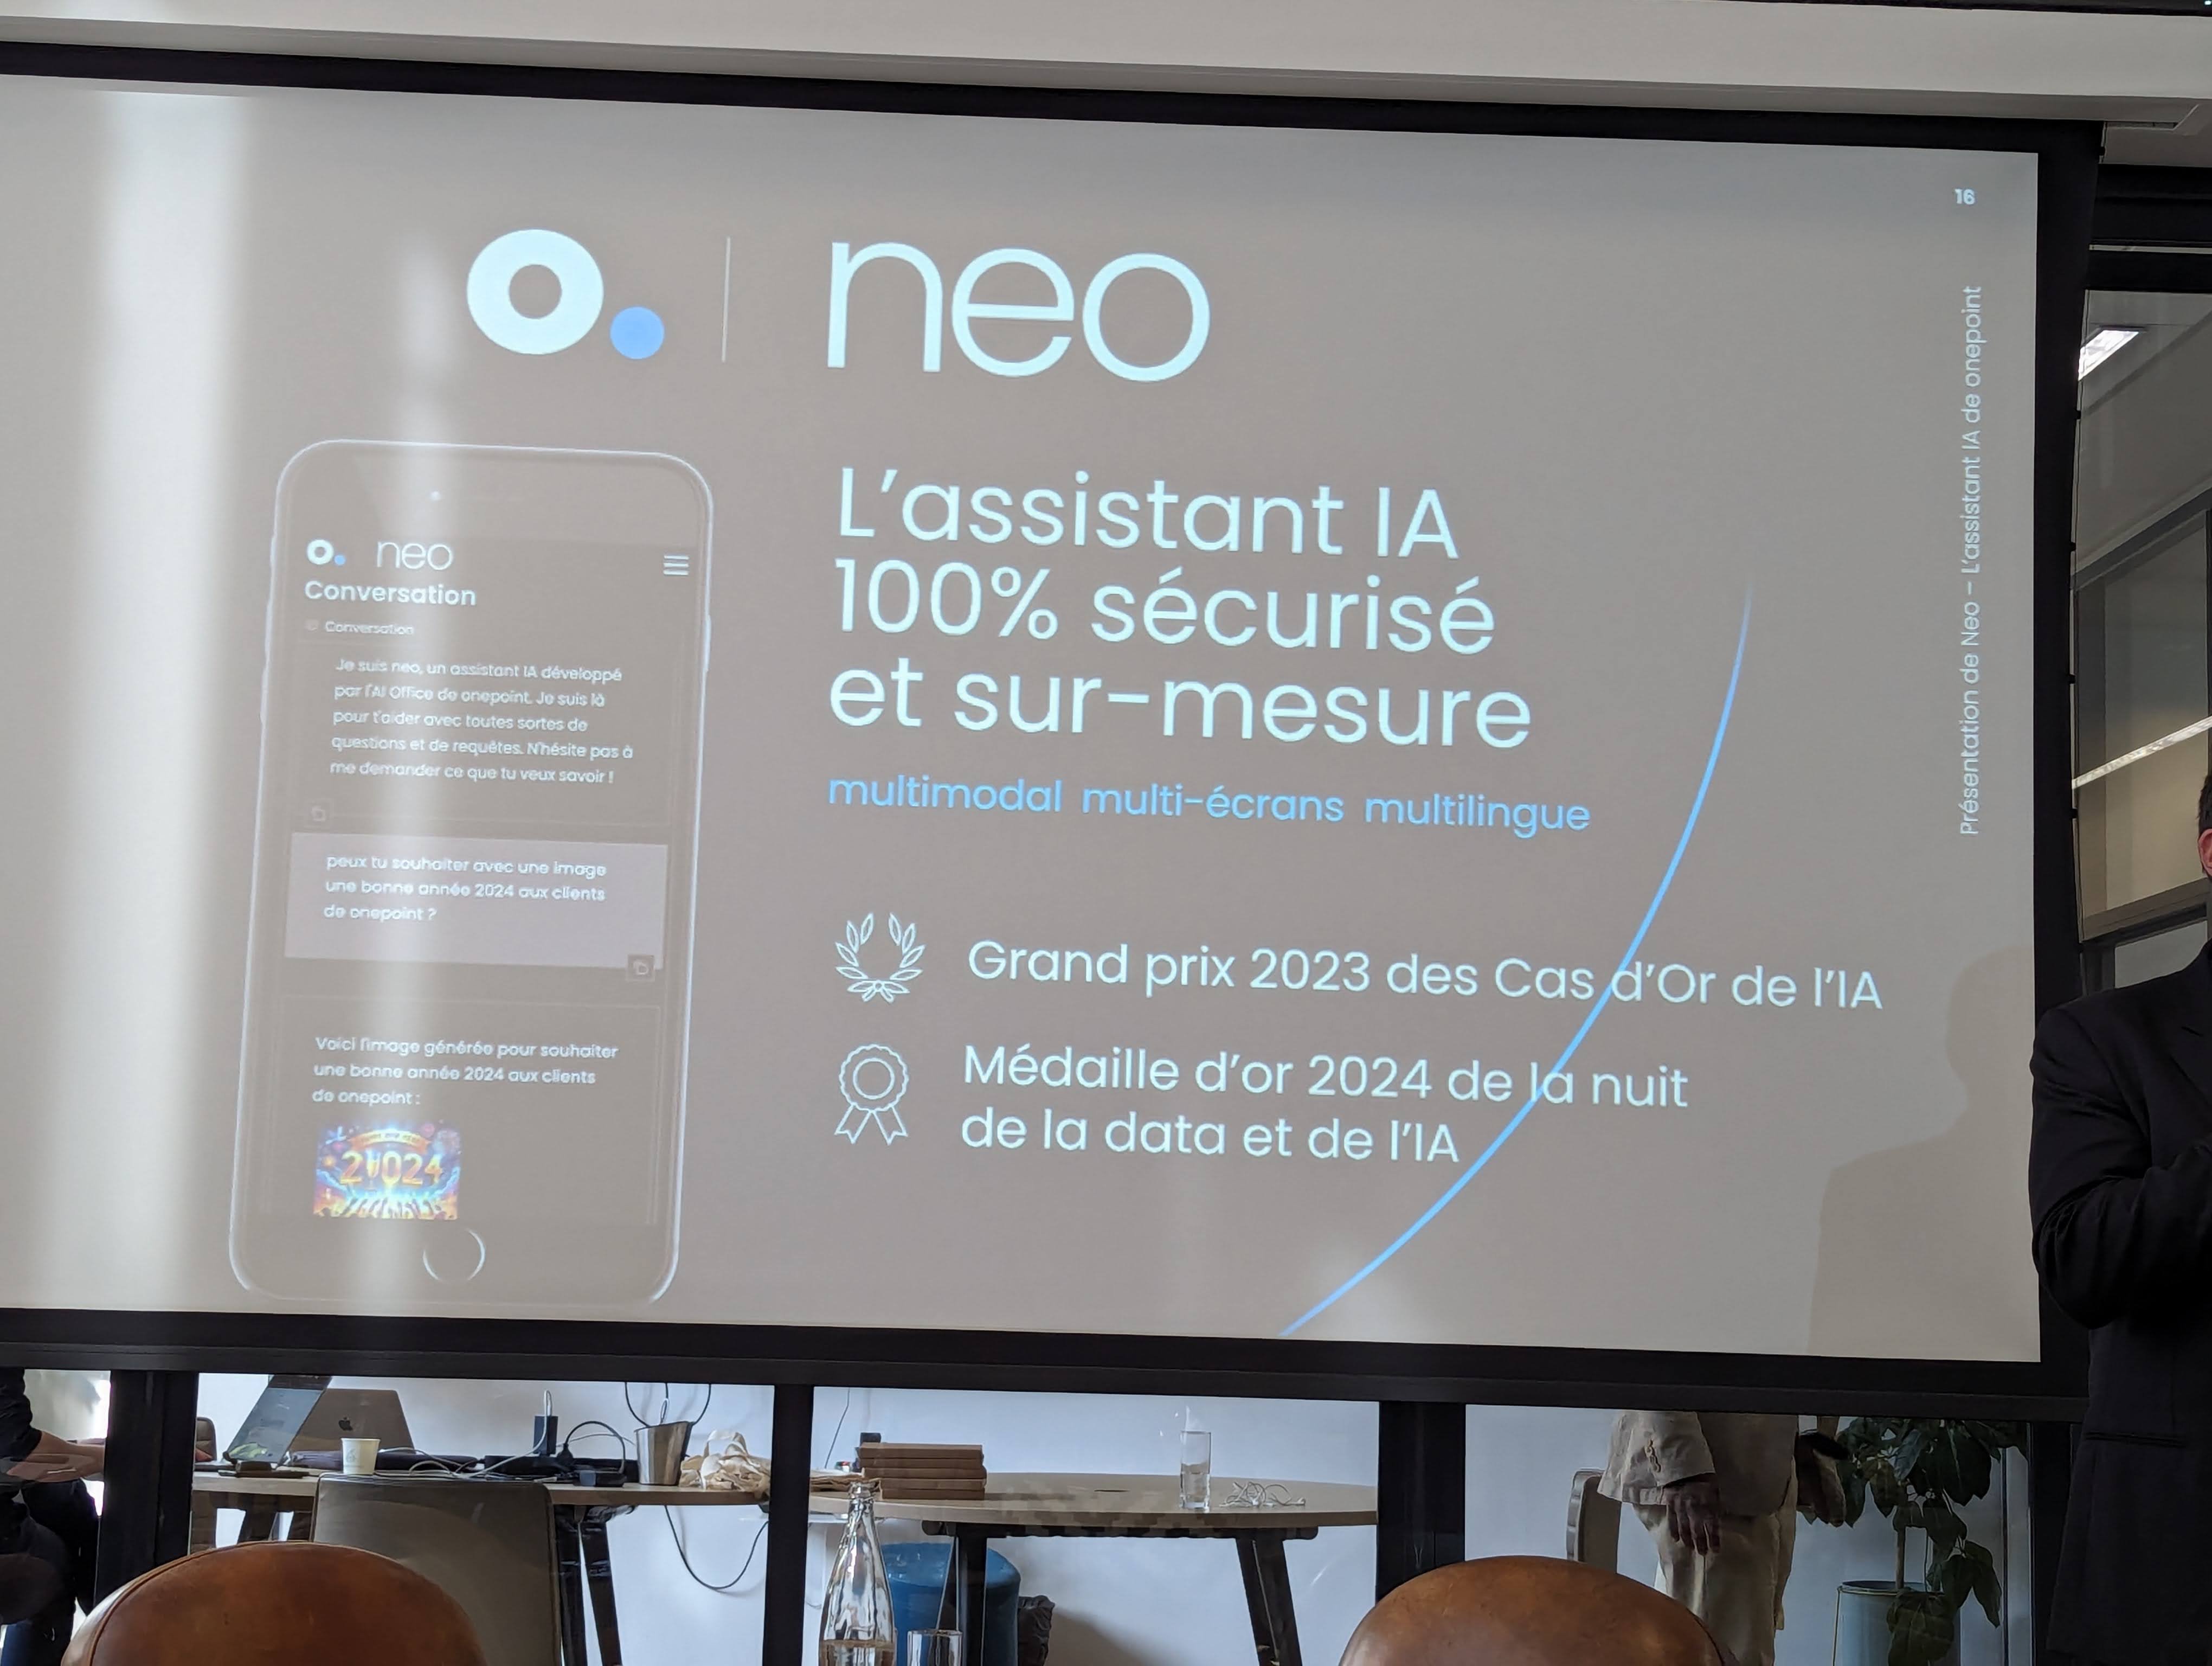 16
o. neo
L'assistant IA
100% sécurisé
et sur-mesure
multimodal multi-écrans multilingue
Grand prix 2023 des Cas d'Or de l'IA
Médaille d'or 2024 de la nuit
de la data et de l'IA
o. neo
Conversation
Conversation
Je suis neo, un assistant IA développé
par l'AI Office de onepoint. Je suis là
pour t'aider avec toutes sortes de
questions et de requêtes. N'hésite pas à
me demander ce que tu veux savoir !
peux tu souhaiter avec une image
une bonne année 2024 aux clients
de onepoint ?
Voici l'image générée pour souhaiter
une bonne année 2024 aux clients
de onepoint :
Présentation de Neo – L'assistant IA de onepoint